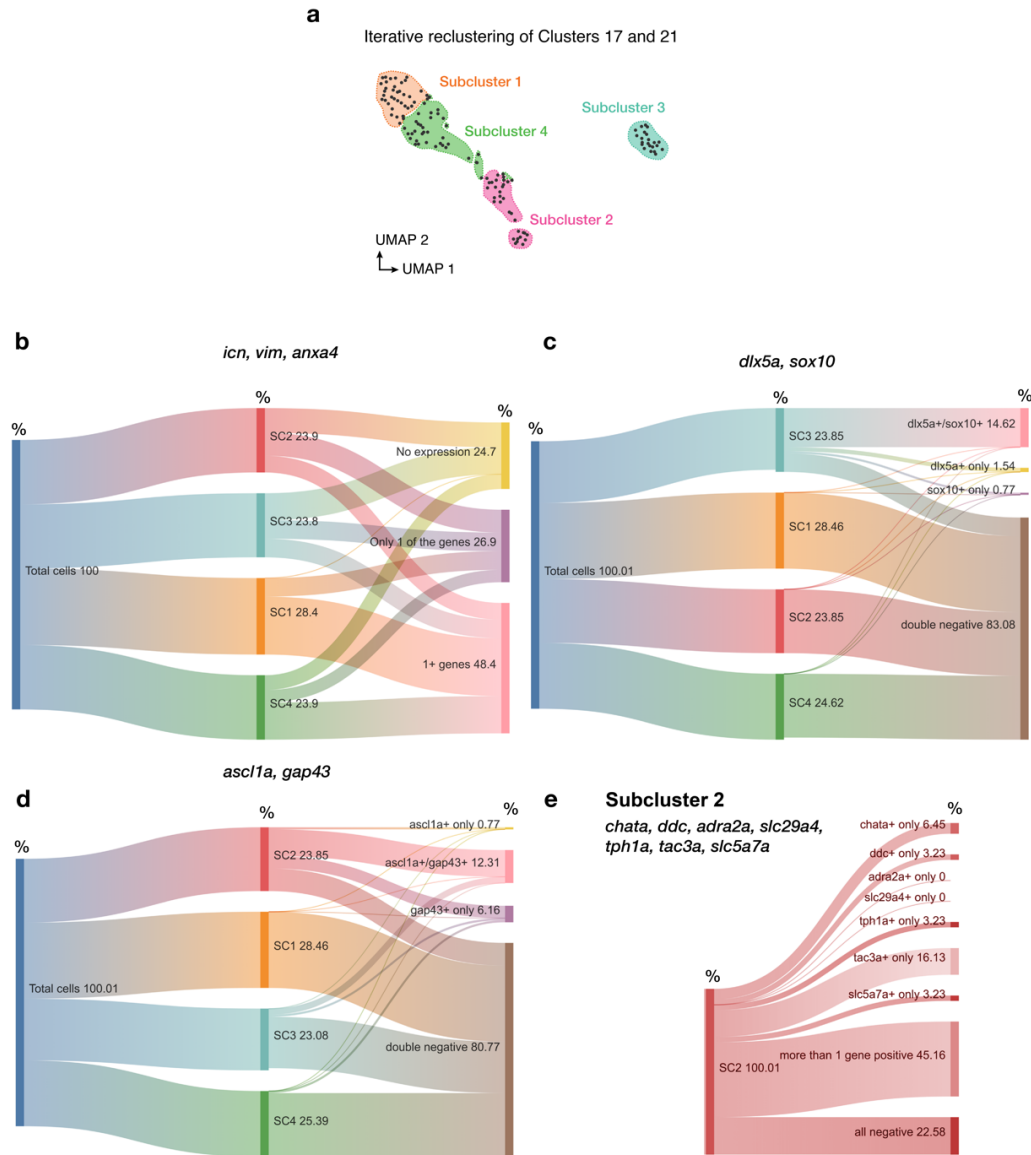 a
Iterative reclustering of Clusters 17 and 21
Subcluster 1
Subcluster 3
Subcluster 4
Subcluster 2
UMAP 2
UMAP 1
b
icn, vim, anxa4
%
%
%
SC2 23.9
No expression 24.7
SC3 23.8
Only 1 of the genes 26.9
Total cells 100
SC1 28.4
1+ genes 48.4
SC4 23.9
c
dlx5a, sox10
%
%
%
dlx5a+/sox10+ 14.62
SC3 23.85
dlx5a+ only 1.54
sox10+ only 0.77
SC1 28.46
Total cells 100.01
SC2 23.85
double negative 83.08
SC4 24.62
d
ascl1a, gap43
%
%
%
ascl1a+ only 0.77
SC2 23.85
ascl1a+/gap43+ 12.31
gap43+ only 6.16
SC1 28.46
Total cells 100.01
SC3 23.08
double negative 80.77
SC4 25.39
e
Subcluster 2
chata, ddc, adra2a, slc29a4,
tph1a, tac3a, slc5a7a
%
%
chata+ only 6.45
ddc+ only 3.23
adra2a+ only 0
slc29a4+ only 0
tph1a+ only 3.23
tac3a+ only 16.13
slc5a7a+ only 3.23
more than 1 gene positive 45.16
SC2 100.01
all negative 22.58